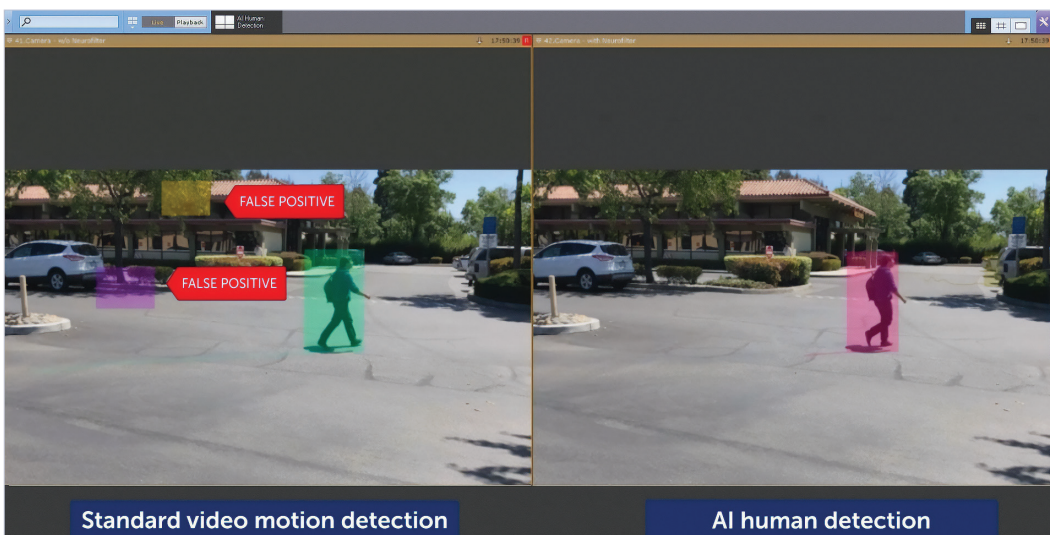 Live
Playback
AI Human
Detection
41.Camera - w/o Neurofilter
17:50:39
R
42.Camera - with Neurofilter
17:50:39
FALSE POSITIVE
FALSE POSITIVE
Standard video motion detection
AI human detection